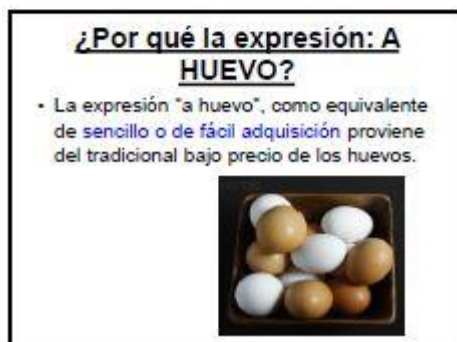 ¿Por qué la expresión: A
HUEVO?
• La expresión "a huevo", como equivalente
de sencillo o de fácil adquisición proviene
del tradicional bajo precio de los huevos.